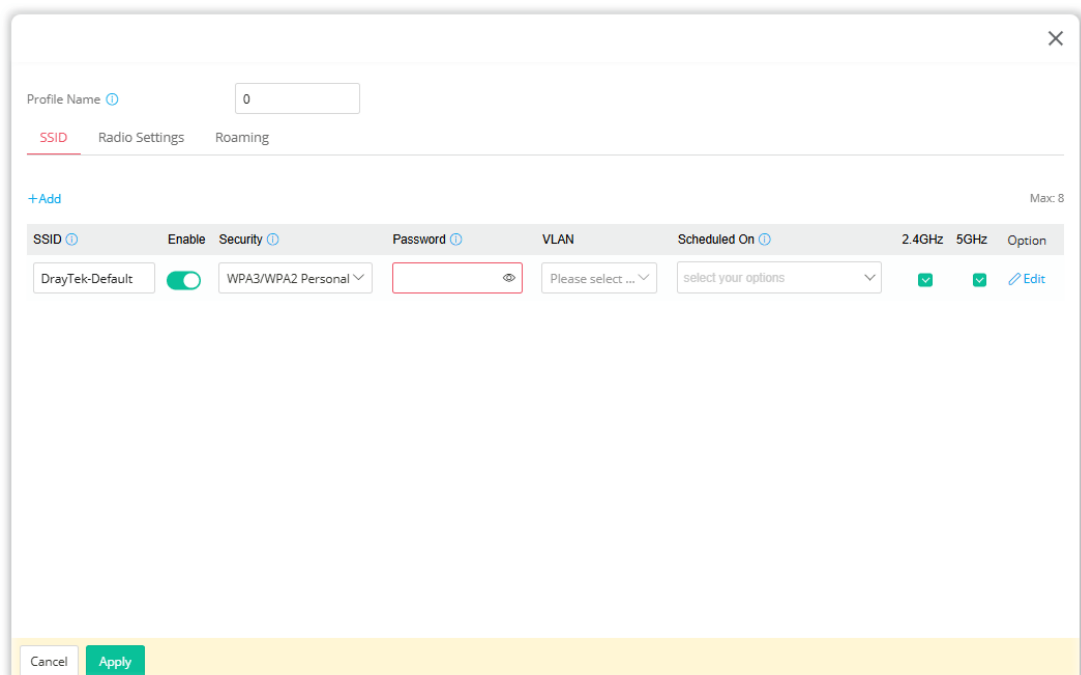 Profile Name 0
SSID Radio Settings Roaming
+Add Max: 8
SSID Enable Security Password VLAN Scheduled On 2.4GHz 5GHz Option
DrayTek-Default WPA3/WPA2 Personal Please select ... select your options Edit
Cancel Apply